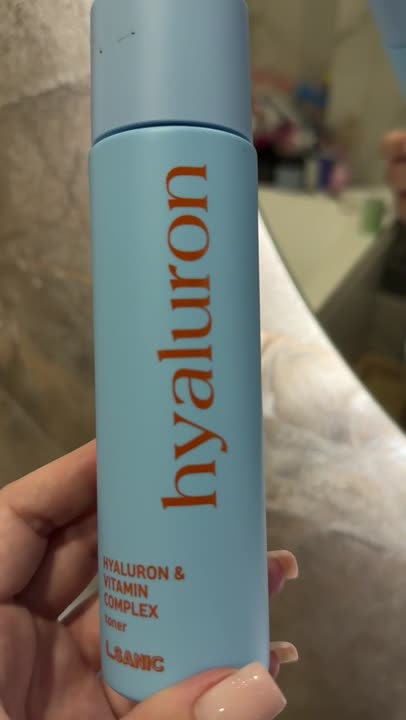 hyaluron
HYALURON &
VITAMIN
COMPLEX
toner
L.SANIC